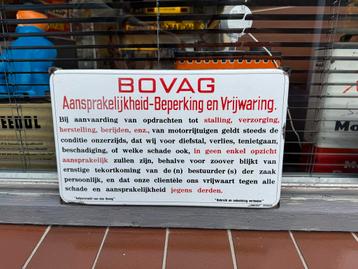 BOVAG
Aansprakelijkheid-Beperking en Vrijwaring.
Bij aanvaarding van opdrachten tot stalling, verzorging,
herstelling, berijden, enz., van motorrijtuigen geldt steeds de
conditie onzerzijds, dat wij voor diefstal, verlies, tenietgaan,
beschadiging, of welke schade ook, in geen enkel opzicht
aansprakelijk zullen zijn, behalve voor zoover blijkt van
ernstige tekortkoming van de(n) bestuurder(s) der zaak
persoonlijk, en dat onze clientèle ons vrijwaart tegen alle
schade en aansprakelijkheid jegens derden.